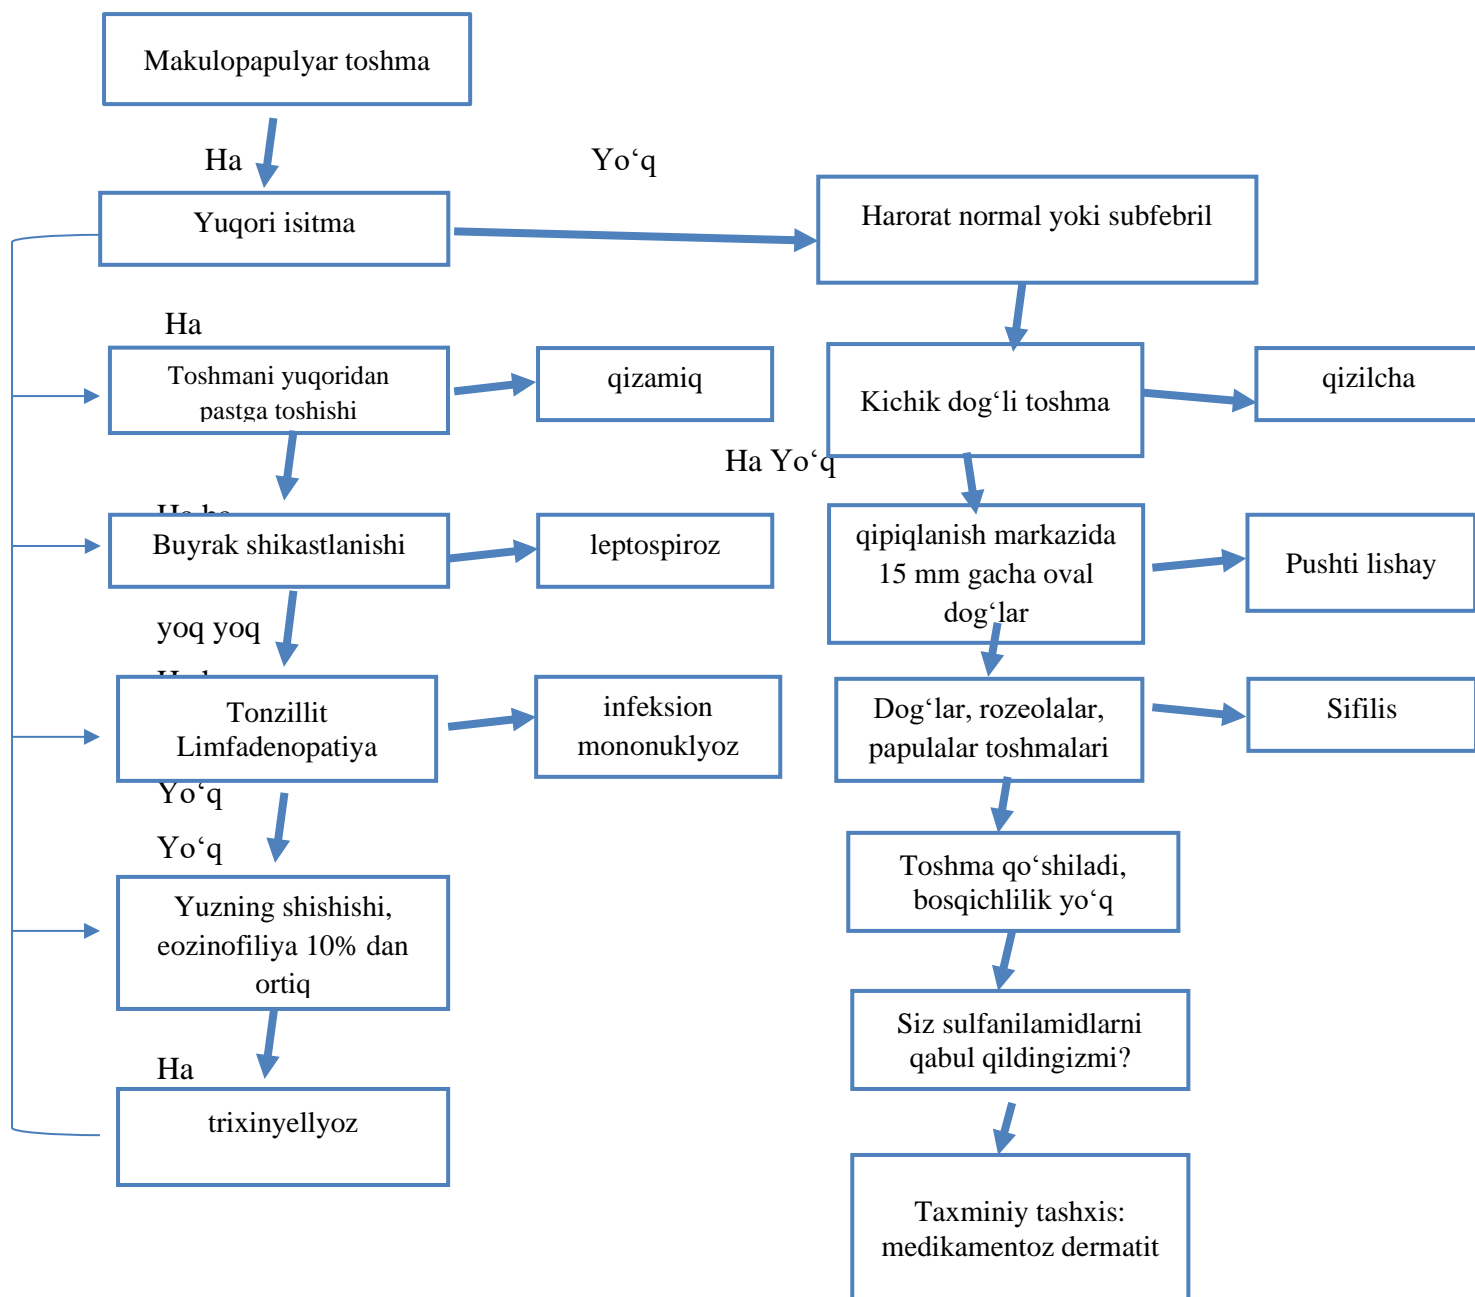 Makulopapulyar toshma
Ha
Yo‘q
Yuqori isitma
Harorat normal yoki subfebril
Ha
Toshmani yuqoridan
pastga toshishi
qizamiq
Kichik dog‘li toshma
qizilcha
Ha Yo‘q
Buyrak shikastlanishi
leptospiroz
qipiqlanish markazida
15 mm gacha oval
dog‘lar
Pushti lishay
yoq yoq
Tonzillit
Limfadenopatiya
infeksion
mononuklyoz
Dog‘lar, rozeolalar,
papulalar toshmalari
Sifilis
Yo‘q
Yo‘q
Toshma qo‘shiladi,
bosqichlilik yo‘q
Yuzning shishishi,
eozinofiliya 10% dan
ortiq
Siz sulfanilamidlarni
qabul qildingizmi?
Ha
trixinyellyoz
Taxminiy tashxis:
medikamentoz dermatit